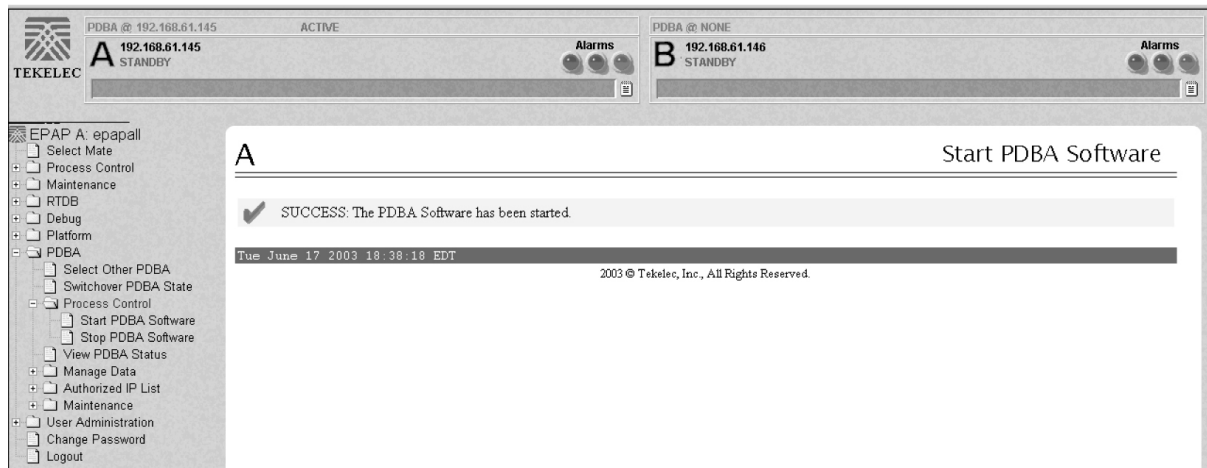 PDBA @ 192.168.61.145 ACTIVE
A 192.168.61.145
STANDBY
Alarms
PDBA @ NONE
B 192.168.61.146
STANDBY
Alarms
TEKELEC
EPAP A: epapall
Select Mate
Process Control
Maintenance
RTDB
Debug
Platform
PDBA
Select Other PDBA
Switchover PDBA State
Process Control
Start PDBA Software
Stop PDBA Software
View PDBA Status
Manage Data
Authorized IP List
Maintenance
User Administration
Change Password
Logout
A Start PDBA Software
SUCCESS: The PDBA Software has been started.
Tue June 17 2003 18:38:18 EDT
2003 © Tekelec, Inc., All Rights Reserved.